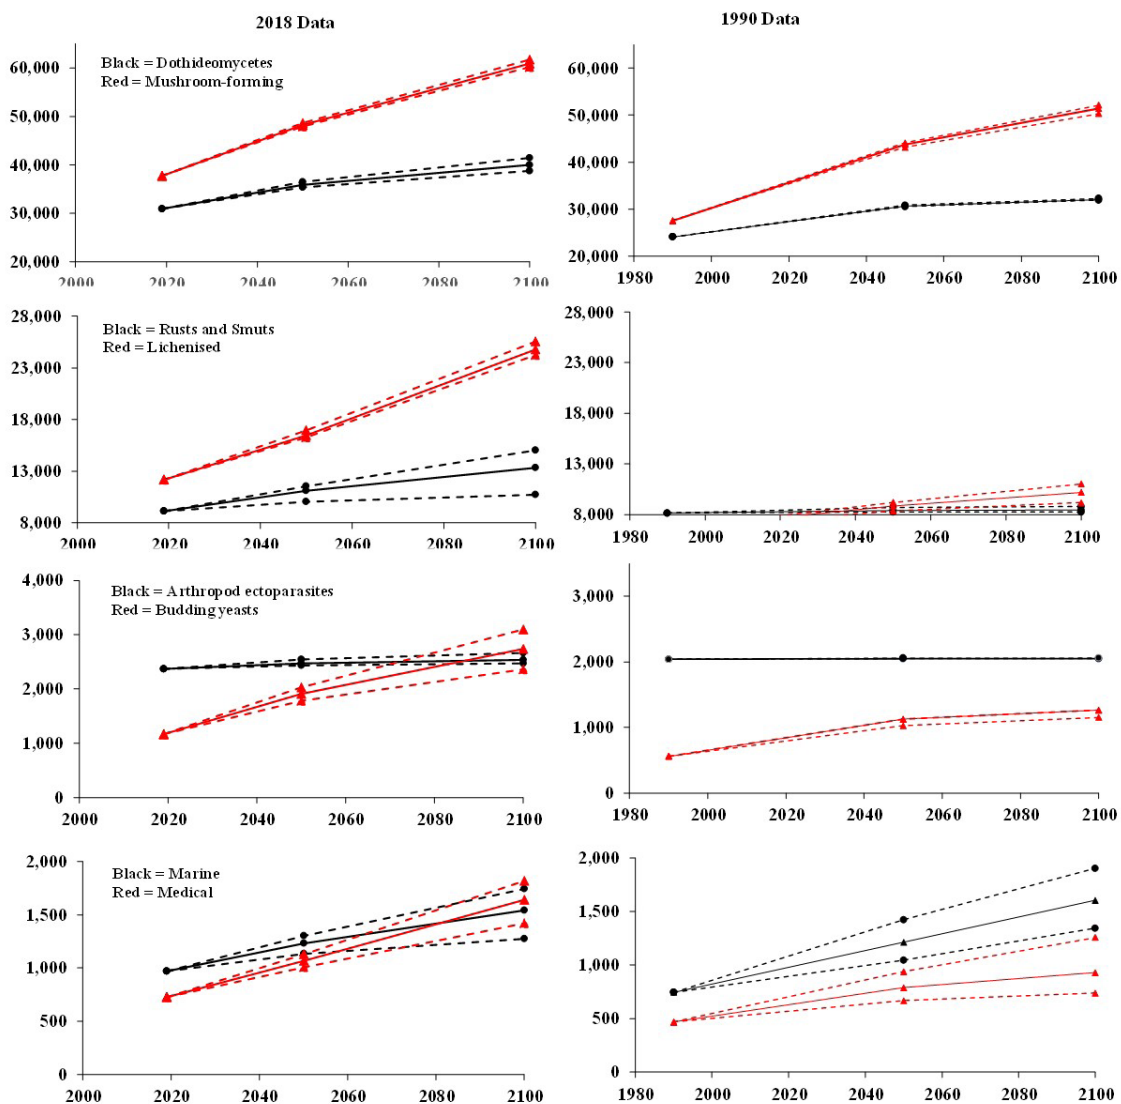 2018 Data
1990 Data
Black = Dothideomycetes
Red = Mushroom-forming
60,000
50,000
40,000
30,000
20,000
2000 2020 2040 2060 2080 2100
60,000
50,000
40,000
30,000
20,000
1980 2000 2020 2040 2060 2080 2100
Black = Rusts and Smuts
Red = Lichenised
28,000
23,000
18,000
13,000
8,000
2000 2020 2040 2060 2080 2100
28,000
23,000
18,000
13,000
8,000
1980 2000 2020 2040 2060 2080 2100
Black = Arthropod ectoparasites
Red = Budding yeasts
4,000
3,000
2,000
1,000
0
2000 2020 2040 2060 2080 2100
3,000
2,000
1,000
0
1980 2000 2020 2040 2060 2080 2100
Black = Marine
Red = Medical
2,000
1,500
1,000
500
0
2000 2020 2040 2060 2080 2100
2,000
1,500
1,000
500
0
1980 2000 2020 2040 2060 2080 2100